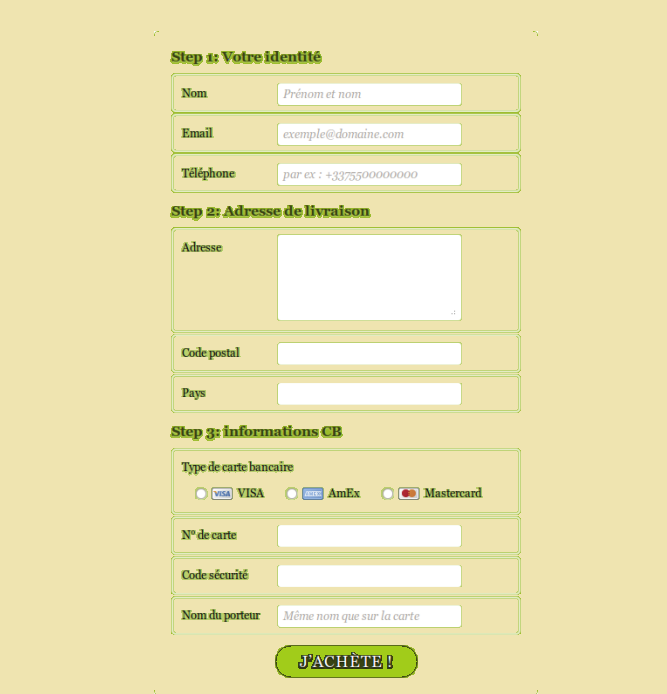 Step 1: Votre identité
Nom
Prénom et nom
Email
exemple@domaine.com
Téléphone
par ex : +3375500000000
Step 2: Adresse de livraison
Adresse
Code postal
Pays
Step 3: informations CB
Type de carte bancaire
VISA VISA AmEx Mastercard
N° de carte
Code sécurité
Nom du porteur
Même nom que sur la carte
J'ACHÈTE !